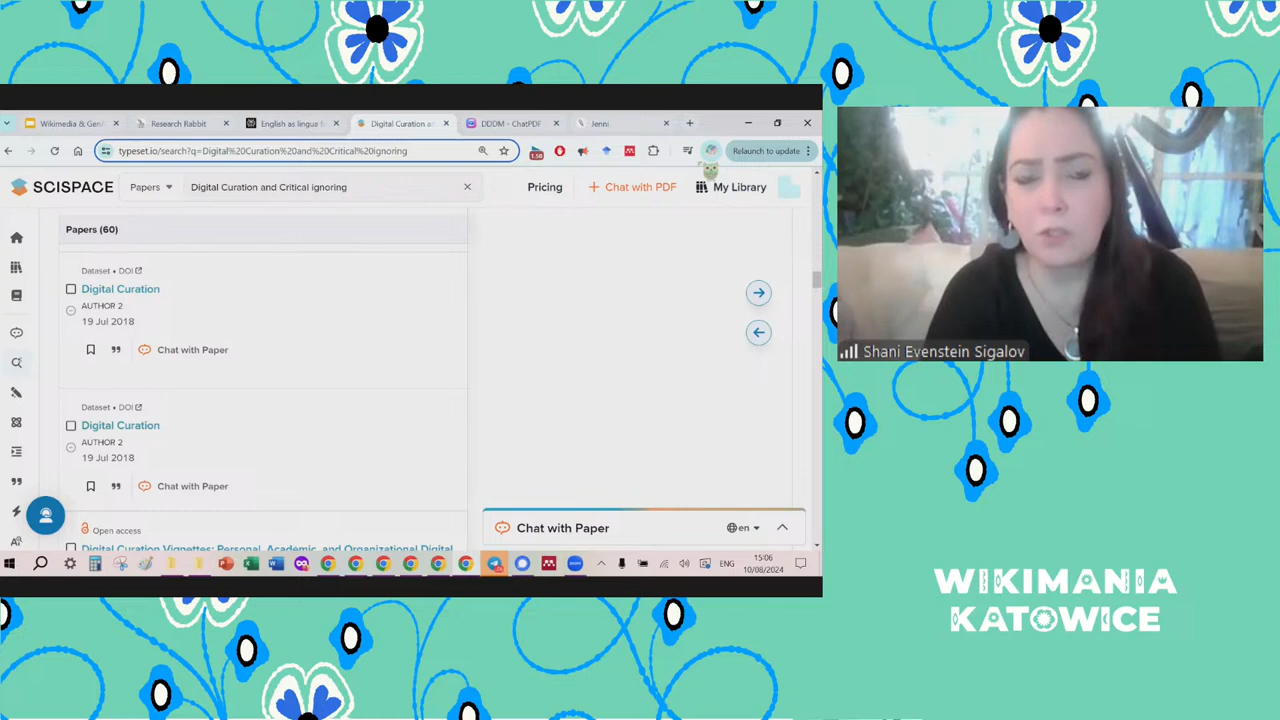 Wikimedia & Gen
Research Rabbit
English as lingue f
Digital Curation a
DDDM - ChatPDF
Jenni
typeset.io/search?q=Digital%20Curation%20and%20Critical%20ignoring
1.50
Relaunch to update
SCISPACE
Papers
Digital Curation and Critical ignoring
Pricing
+ Chat with PDF
My Library
Papers (60)
Dataset • DOI
Digital Curation
AUTHOR 2
19 Jul 2018
Chat with Paper
Dataset • DOI
Digital Curation
AUTHOR 2
19 Jul 2018
Chat with Paper
Open access
Digital Curation Vignettes: Personal, Academic, and Organizational Digital
Chat with Paper
en
ENG
15:06
10/08/2024
Shani Evenstein Sigalov
WIKIMANIA
KATOWICE